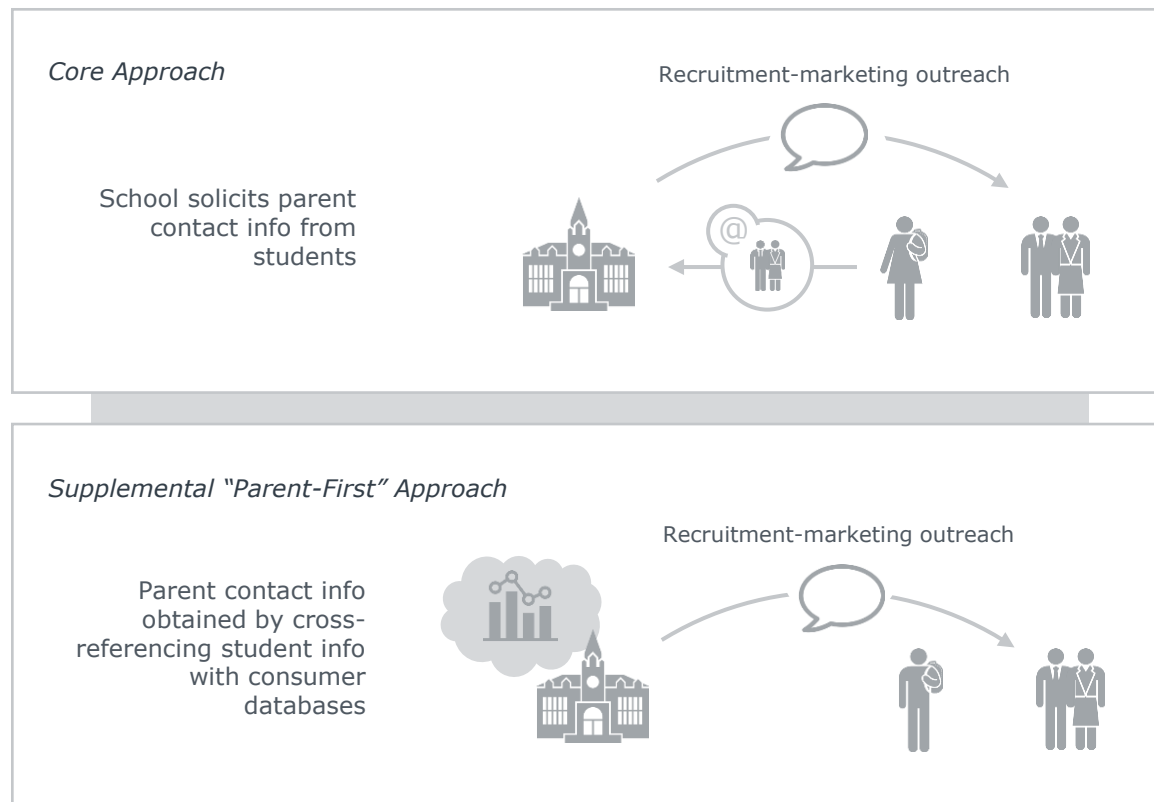 Core Approach
Recruitment-marketing outreach
School solicits parent
contact info from
students
@
Supplemental “Parent-First” Approach
Recruitment-marketing outreach
Parent contact info
obtained by cross-
referencing student info
with consumer
databases